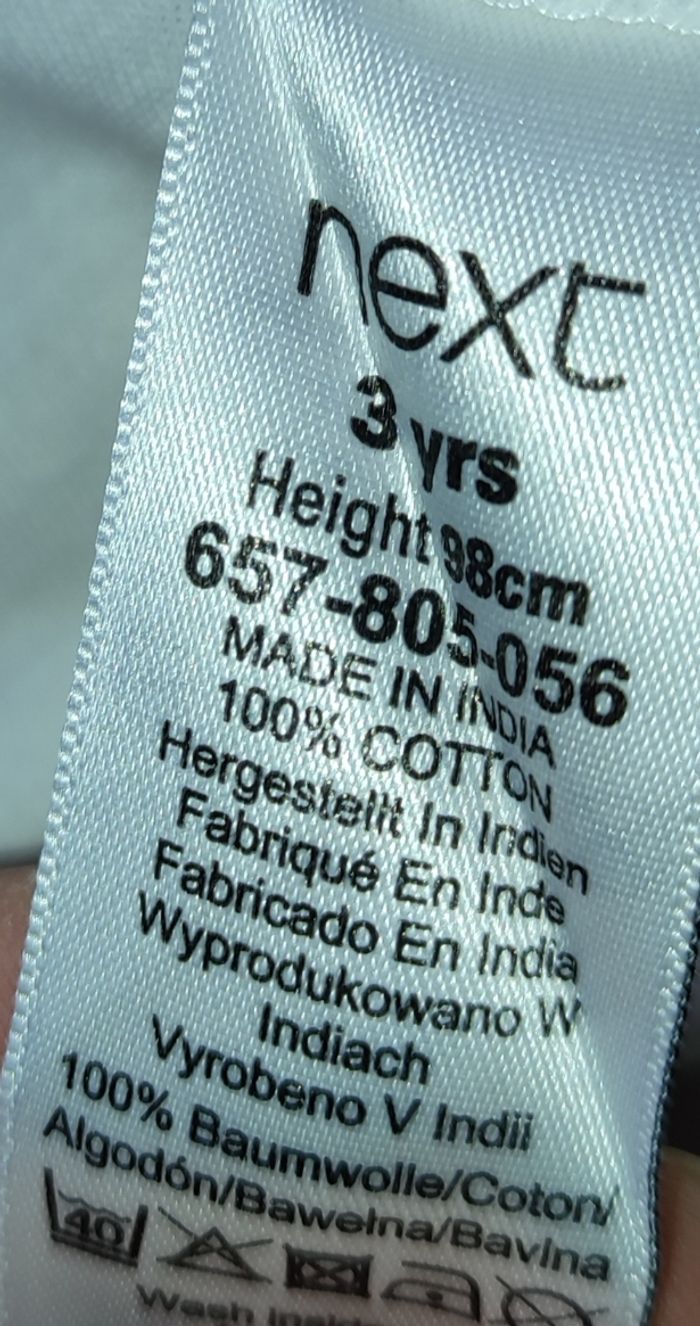 next
3 yrs
Height 98cm
657-805-056
MADE IN INDIA
100% COTTON
Hergestellt In Indien
Fabriqué En Inde
Fabricado En India
Wyprodukowano W
Indiach
Vyrobeno V Indii
100% Baumwolle/Coton/
Algodón/Bawełna/Bavlna
40
Wash